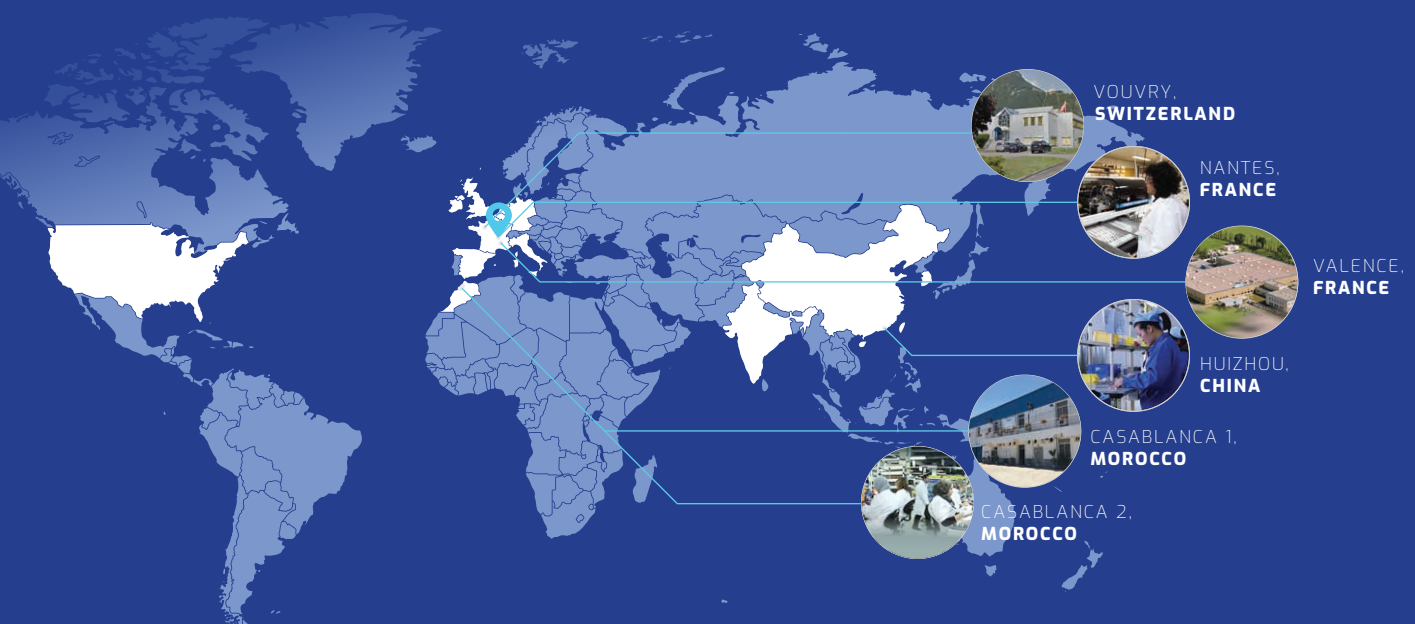 VOUVRY,
SWITZERLAND
NANTES,
FRANCE
VALENCE,
FRANCE
HUIZHOU,
CHINA
CASABLANCA 1,
MOROCCO
CASABLANCA 2,
MOROCCO